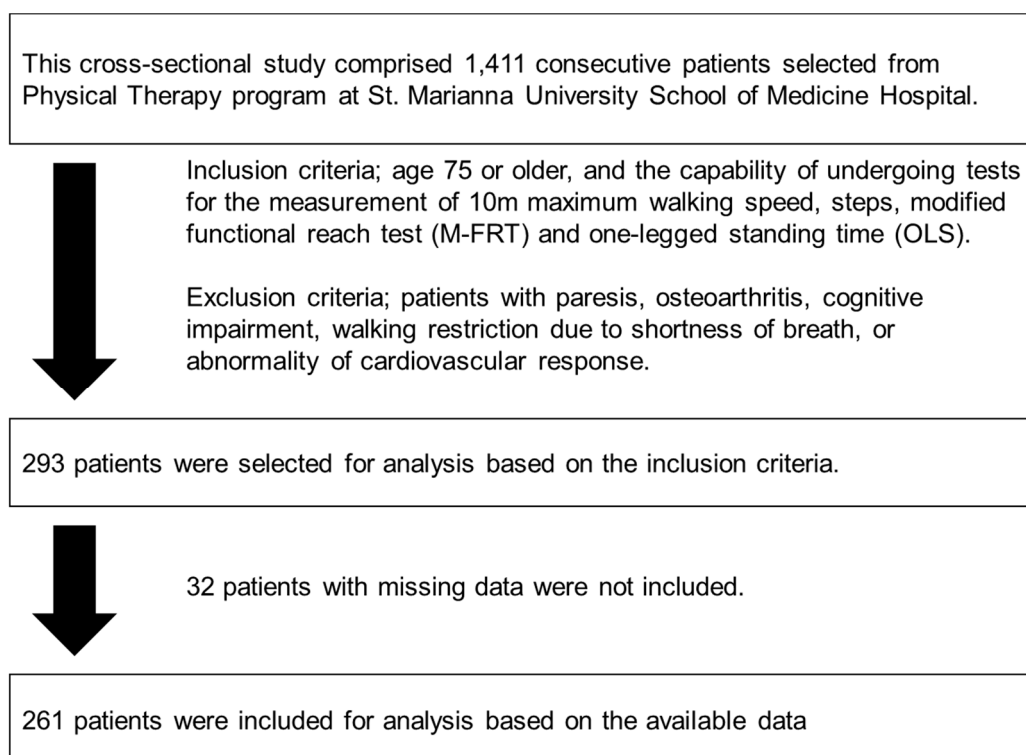 This cross-sectional study comprised 1,411 consecutive patients selected from
Physical Therapy program at St. Marianna University School of Medicine Hospital.
Inclusion criteria; age 75 or older, and the capability of undergoing tests
for the measurement of 10m maximum walking speed, steps, modified
functional reach test (M-FRT) and one-legged standing time (OLS).
Exclusion criteria; patients with paresis, osteoarthritis, cognitive
impairment, walking restriction due to shortness of breath, or
abnormality of cardiovascular response.
293 patients were selected for analysis based on the inclusion criteria.
32 patients with missing data were not included.
261 patients were included for analysis based on the available data